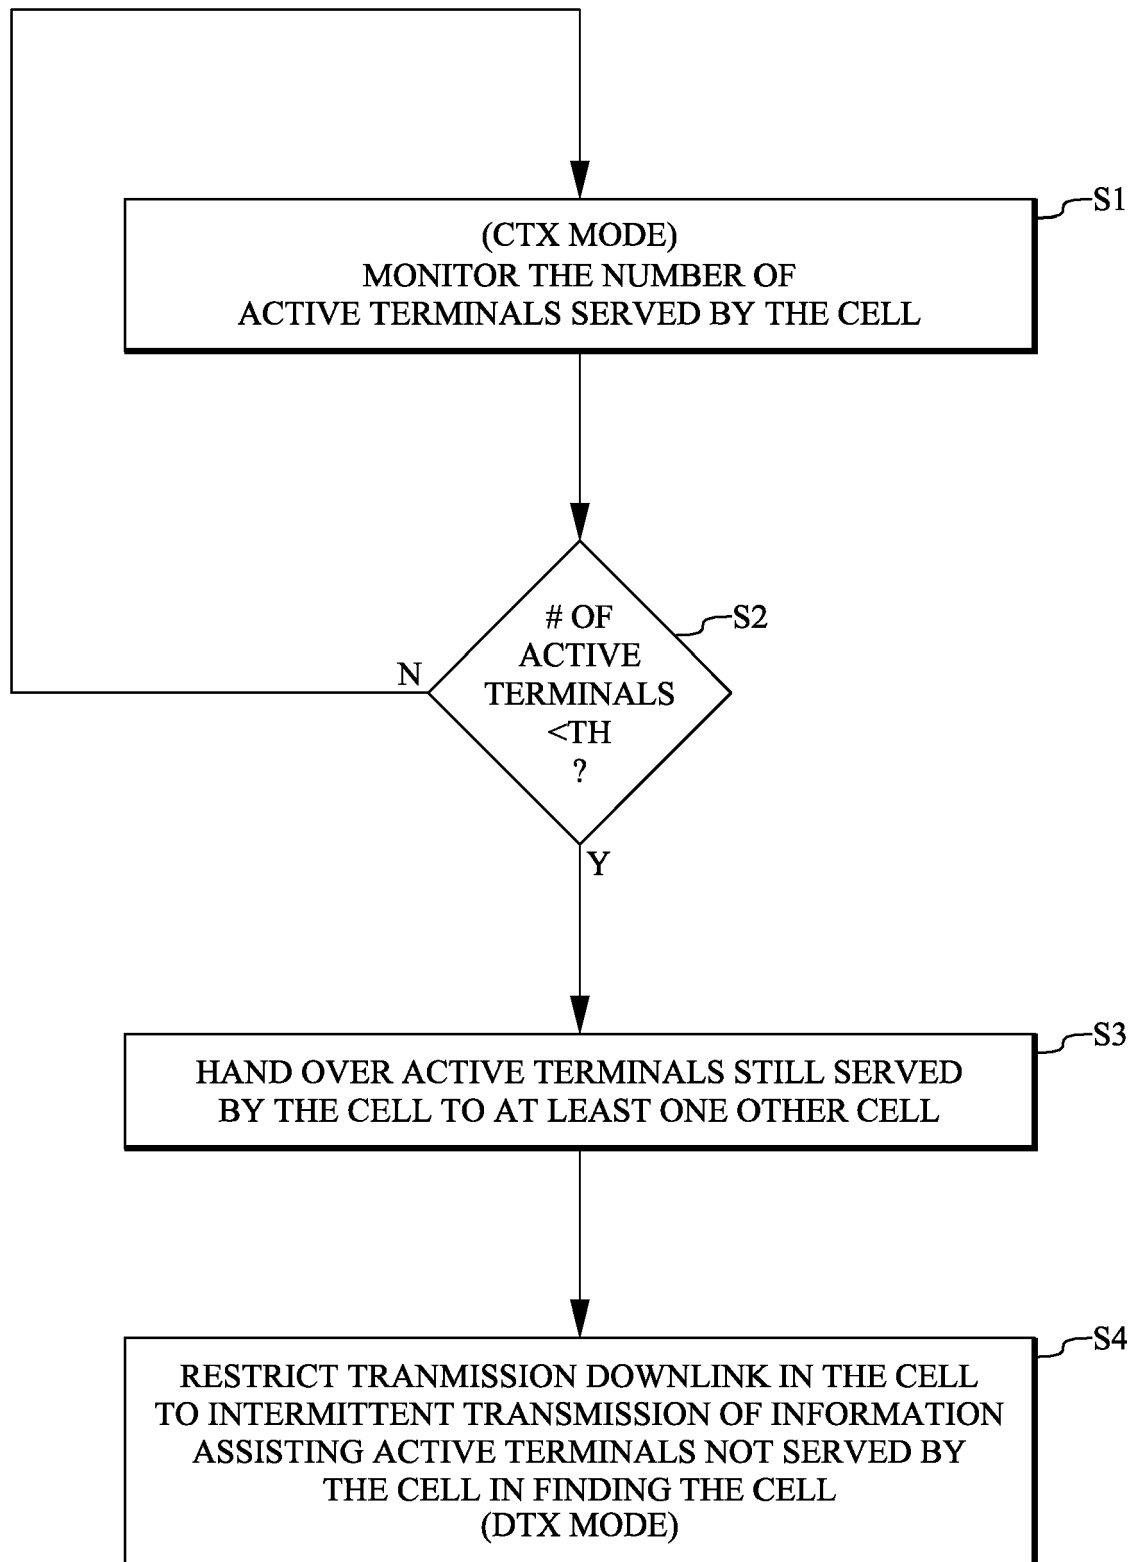 (CTX MODE)
MONITOR THE NUMBER OF
ACTIVE TERMINALS SERVED BY THE CELL
S1
# OF
ACTIVE
TERMINALS
<TH
?
S2
N
Y
HAND OVER ACTIVE TERMINALS STILL SERVED
BY THE CELL TO AT LEAST ONE OTHER CELL
S3
RESTRICT TRANMISSION DOWNLINK IN THE CELL
TO INTERMITTENT TRANSMISSION OF INFORMATION
ASSISTING ACTIVE TERMINALS NOT SERVED BY
THE CELL IN FINDING THE CELL
(DTX MODE)
S4